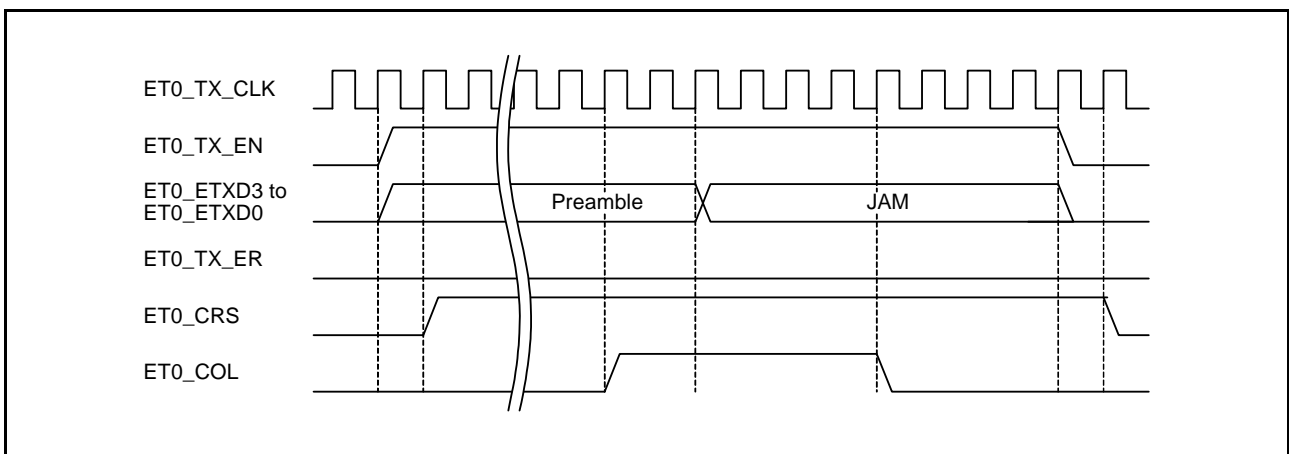 ET0_TX_CLK
ET0_TX_EN
ET0_ETXD3 to
ET0_ETXD0
Preamble
JAM
ET0_TX_ER
ET0_CRS
ET0_COL